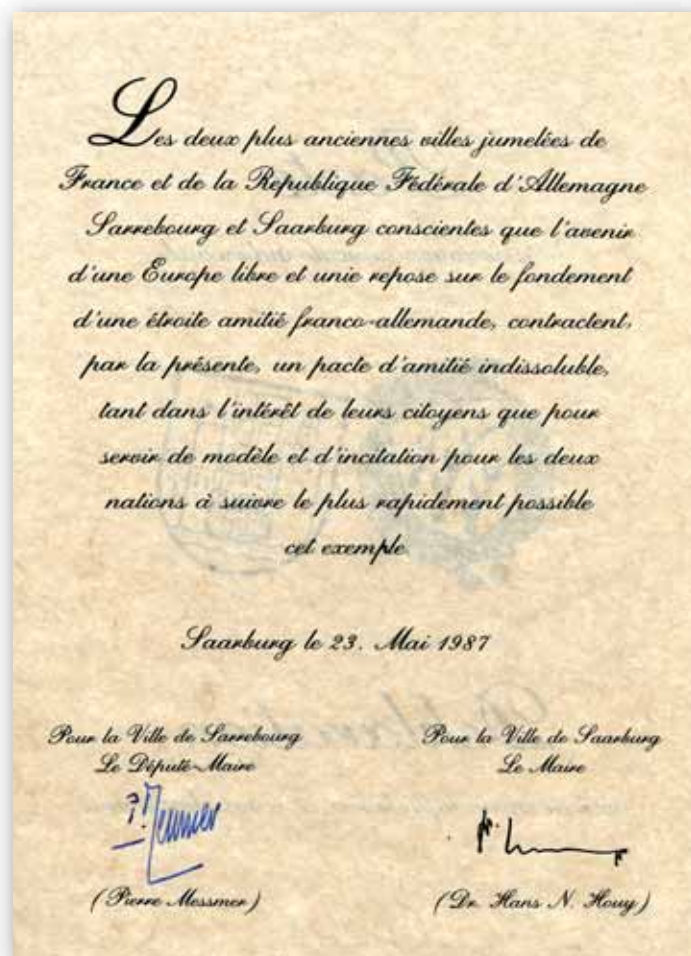 Les deux plus anciennes villes jumelées de
France et de la Republique Fédérale d'Allemagne
Sarrebourg et Saarburg conscientes que l'avenir
d'une Europe libre et unie repose sur le fondement
d'une étroite amitié franco-allemande, contractent,
par la présente, un pacte d'amitié indissoluble,
tant dans l'intérêt de leurs citoyens que pour
servir de modèle et d'incitation pour les deux
nations à suivre le plus rapidement possible
cet exemple.
Saarburg le 23. Mai 1987
Pour la Ville de Sarrebourg
Le Député-Maire
(Pierre Messmer)
Pour la Ville de Saarburg
Le Maire
(Dr. Hans N. Houy)